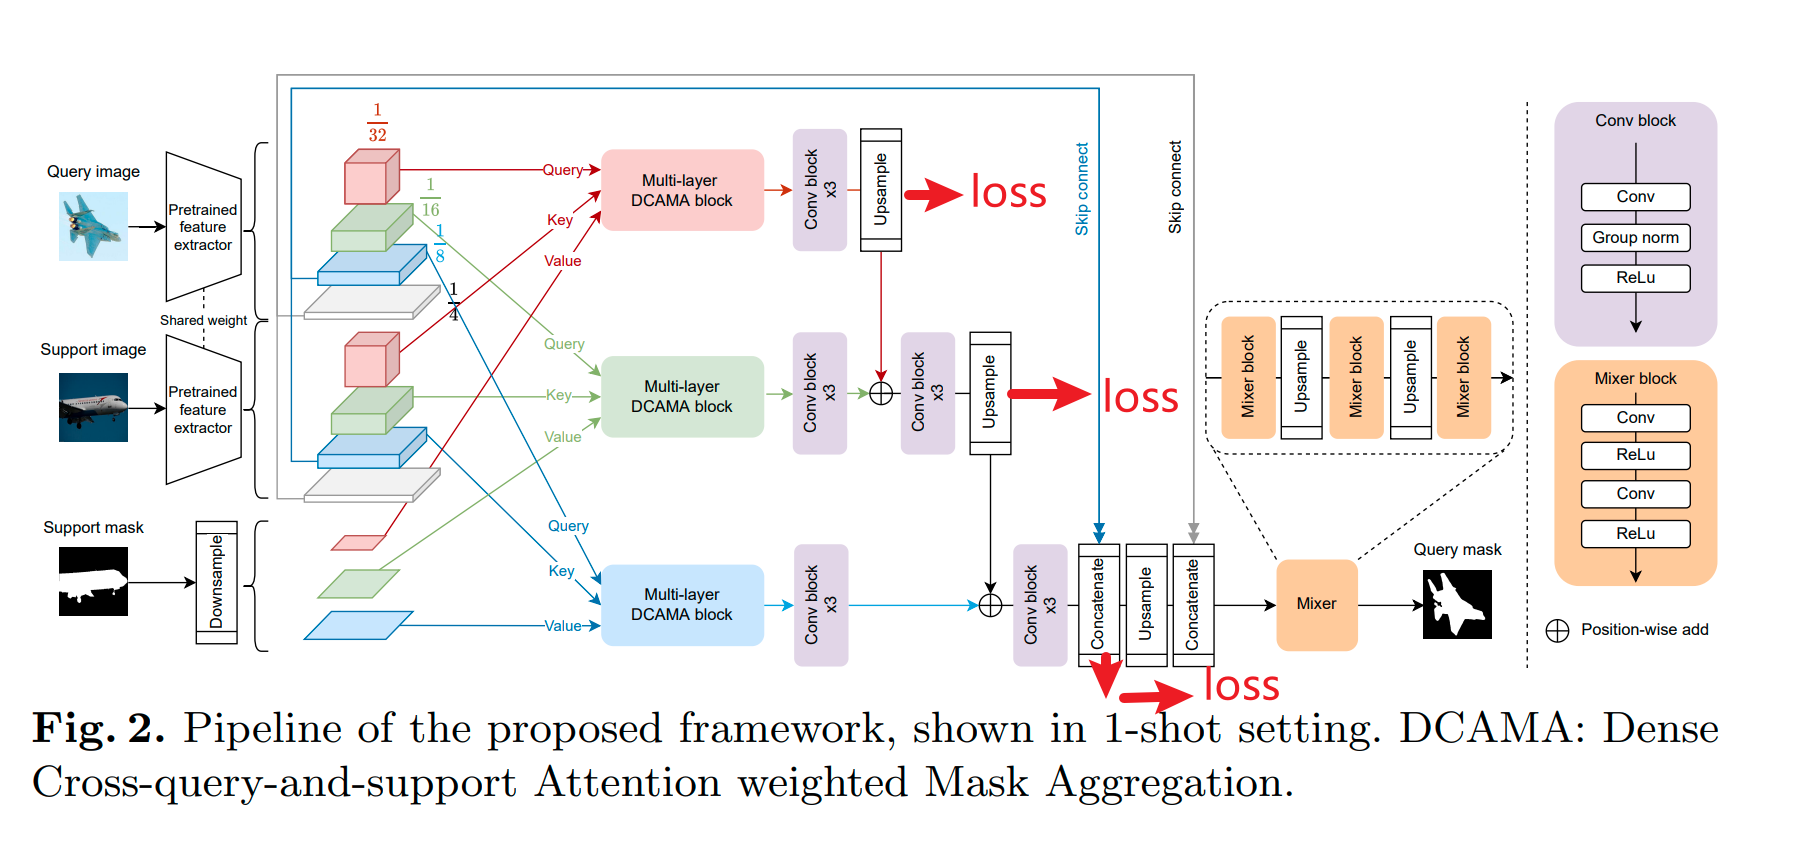 Query image
Pretrained
feature
extractor
Shared weight
Support image
Pretrained
feature
extractor
Support mask
Downsample
1
32
1
16
1
8
1
4
Query
Key
Value
Query
Key
Value
Query
Key
Value
Multi-layer
DCAMA block
Multi-layer
DCAMA block
Multi-layer
DCAMA block
Conv block
x3
Upsample
loss
Conv block
x3
Conv block
x3
Upsample
loss
Conv block
x3
Conv block
x3
Skip connect
Skip connect
Concatenate
Upsample
Concatenate
loss
Mixer block
Upsample
Mixer block
Upsample
Mixer block
Mixer
Query mask
Conv block
Conv
Group norm
ReLu
Mixer block
Conv
ReLu
Conv
ReLu
Position-wise add
Fig. 2. Pipeline of the proposed framework, shown in 1-shot setting. DCAMA: Dense
Cross-query-and-support Attention weighted Mask Aggregation.